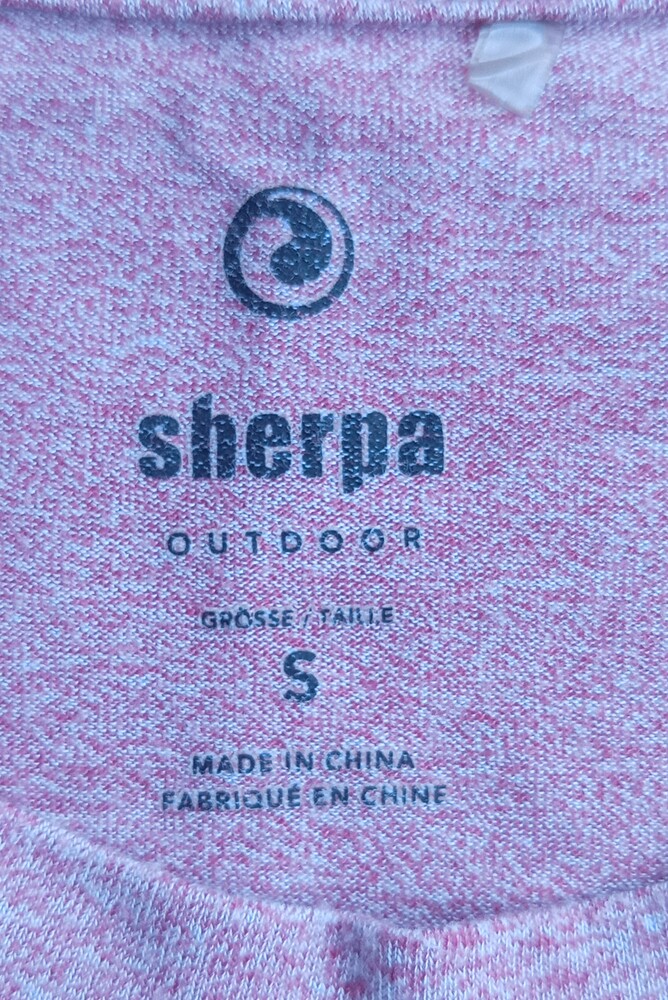 sherpa
OUTDOOR
GRÖSSE / TAILLE
S
MADE IN CHINA
FABRIQUÉ EN CHINE